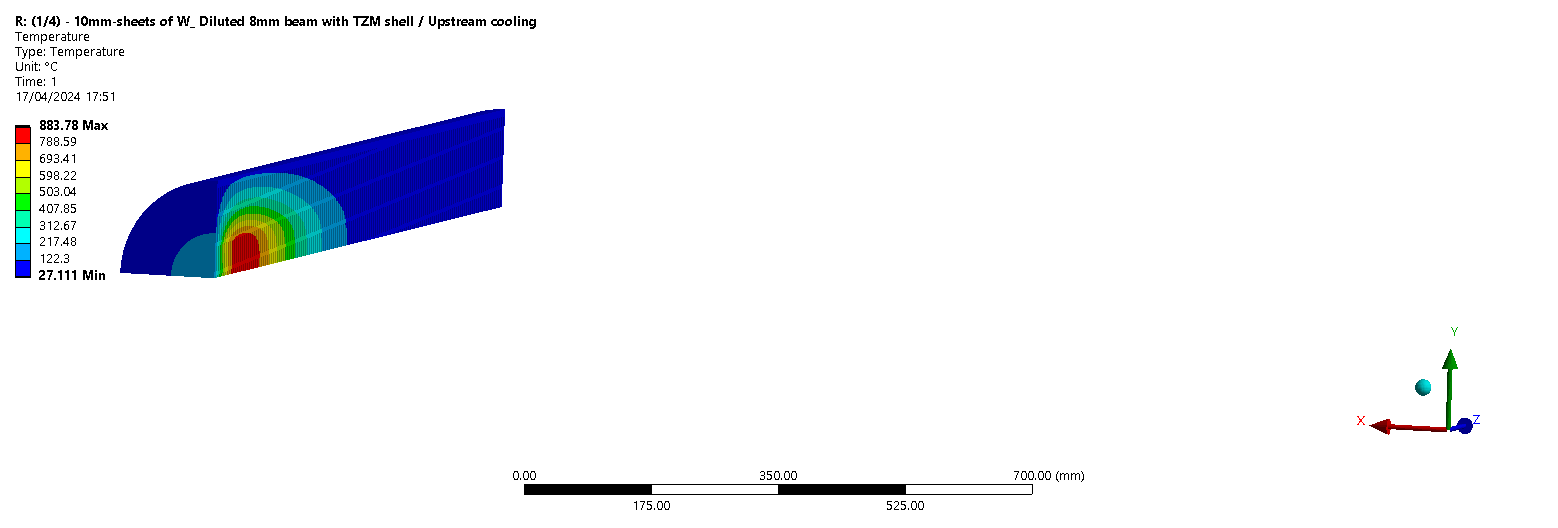 R: (1/4) - 10mm-sheets of W_ Diluted 8mm beam with TZM shell / Upstream cooling
Temperature
Type: Temperature
Unit: °C
Time: 1
17/04/2024 17:51
883.78 Max
788.59
693.41
598.22
503.04
407.85
312.67
217.48
122.3
27.111 Min
Y
X
Z
0.00
350.00
700.00 (mm)
175.00
525.00